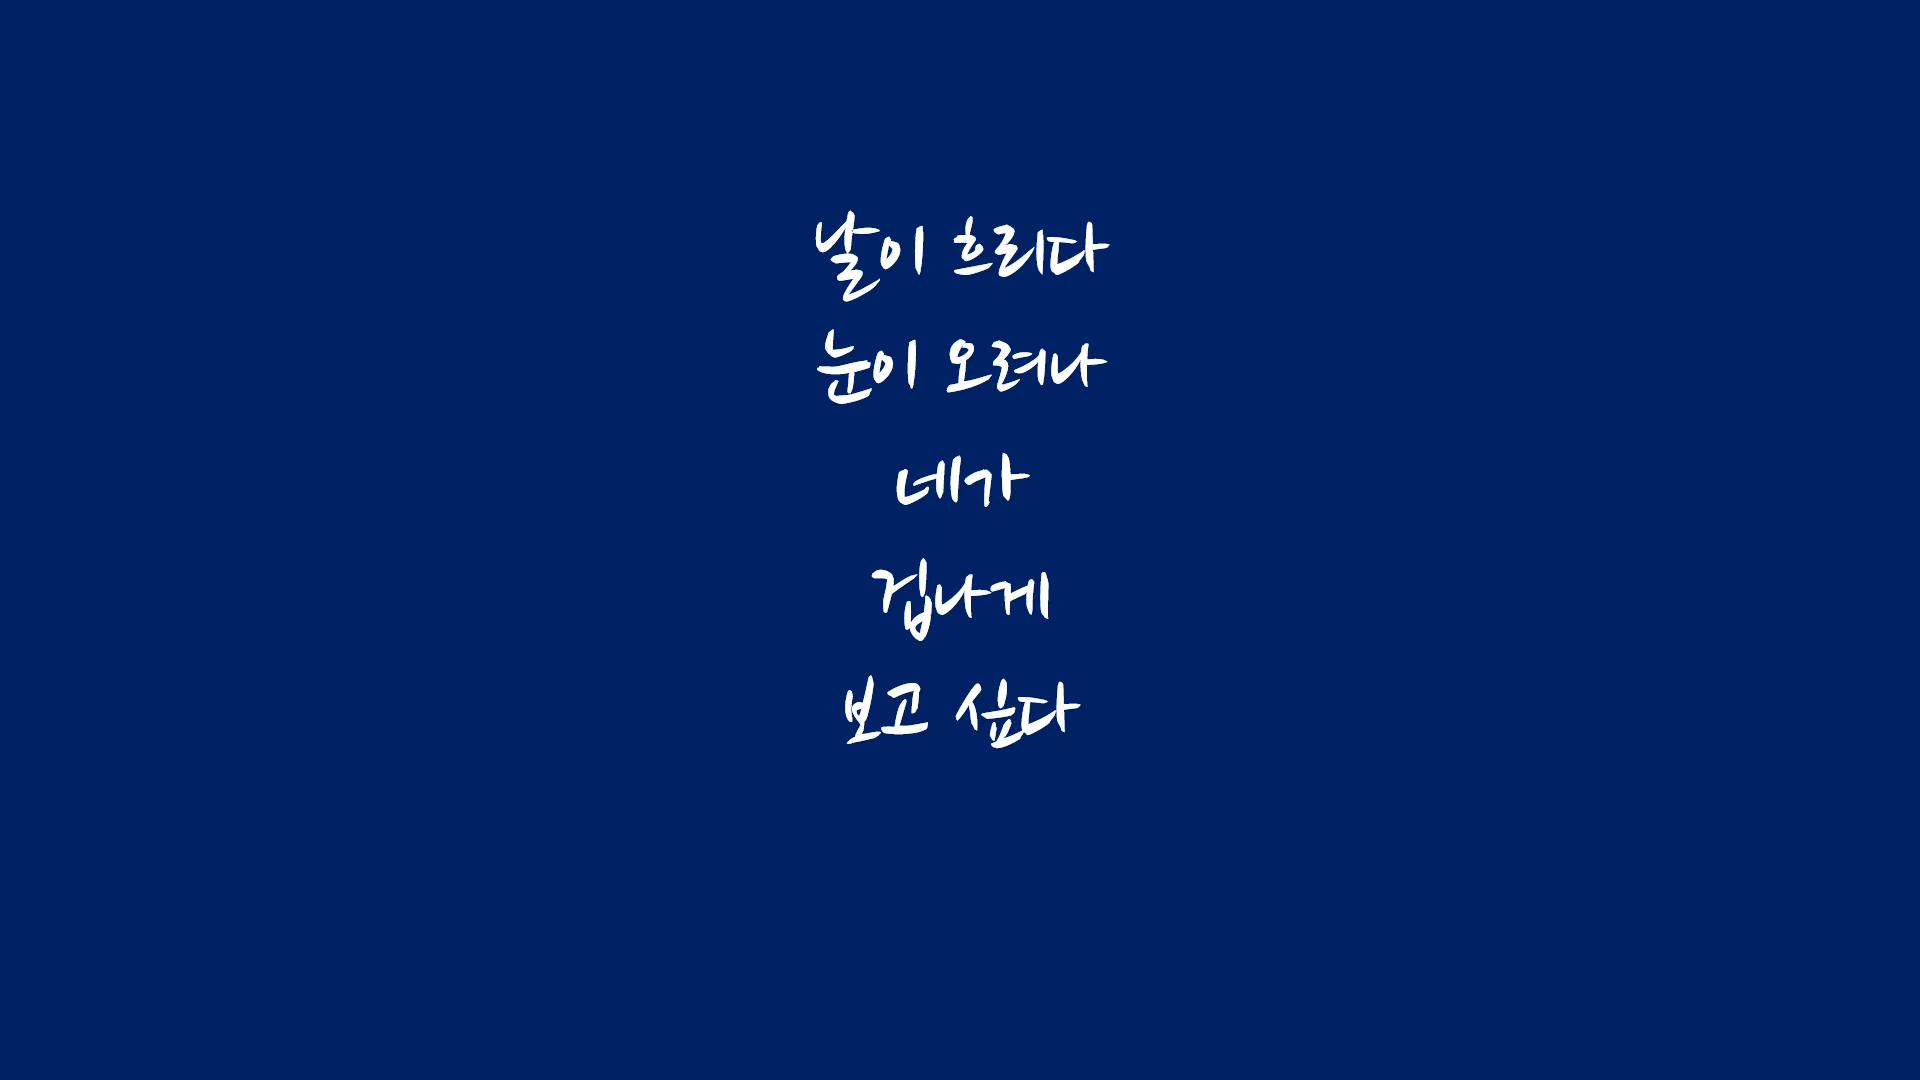 날이 흐리다
눈이 오려나
네가
겁나게
보고 싶다